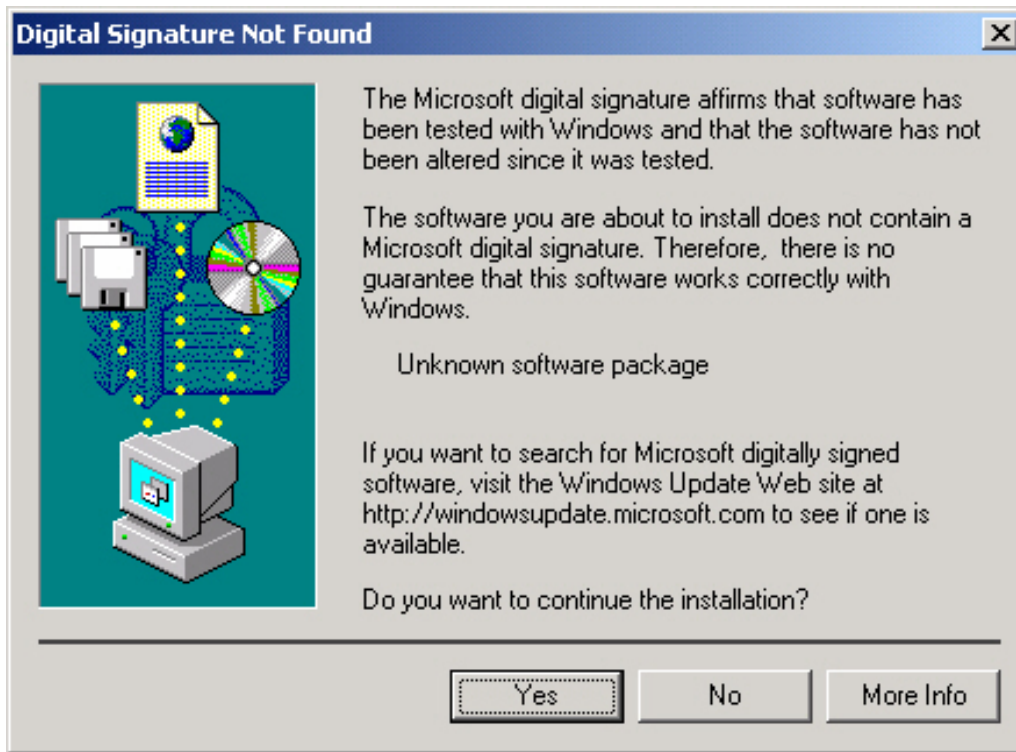 Digital Signature Not Found
The Microsoft digital signature affirms that software has
been tested with Windows and that the software has not
been altered since it was tested.
The software you are about to install does not contain a
Microsoft digital signature. Therefore,  there is no
guarantee that this software works correctly with
Windows.
Unknown software package
If you want to search for Microsoft digitally signed
software, visit the Windows Update Web site at
http://windowsupdate.microsoft.com to see if one is
available.
Do you want to continue the installation?
Yes
No
More Info